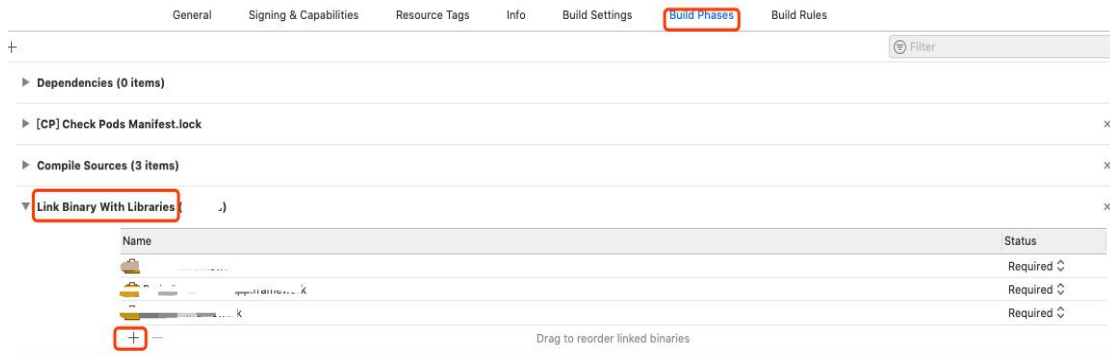 General Signing & Capabilities Resource Tags Info Build Settings Build Phases Build Rules
+ Filter
Dependencies (0 items)
[CP] Check Pods Manifest.lock
×
Compile Sources (3 items)
×
Link Binary With Libraries (
)
×
Name Status
Required
Required
Required
+ − Drag to reorder linked binaries